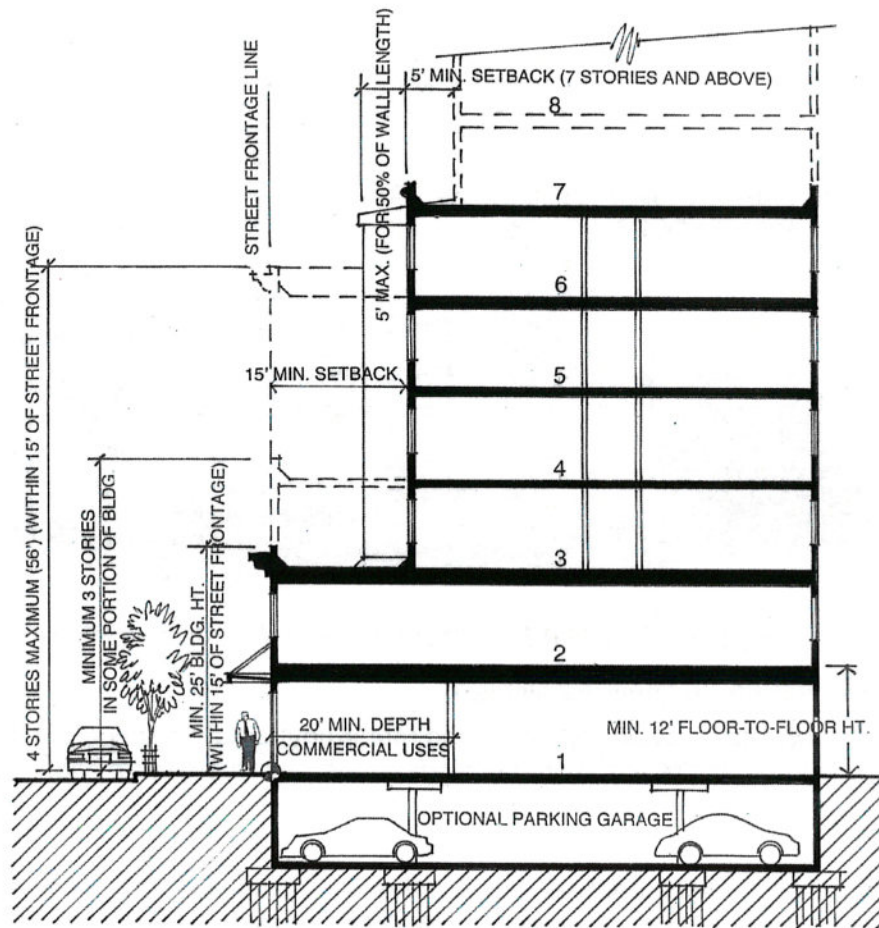 5' MIN. SETBACK (7 STORIES AND ABOVE)
8
STREET FRONTAGE LINE
5' MAX. (FOR 50% OF WALL LENGTH)
7
6
15' MIN. SETBACK
5
4
4 STORIES MAXIMUM (56') (WITHIN 15' OF STREET FRONTAGE)
MINIMUM 3 STORIES
IN SOME PORTION OF BLDG.
MIN. 25' BLDG. HT.
(WITHIN 15' OF STREET FRONTAGE)
3
2
20' MIN. DEPTH
COMMERCIAL USES
MIN. 12' FLOOR-TO-FLOOR HT.
1
OPTIONAL PARKING GARAGE